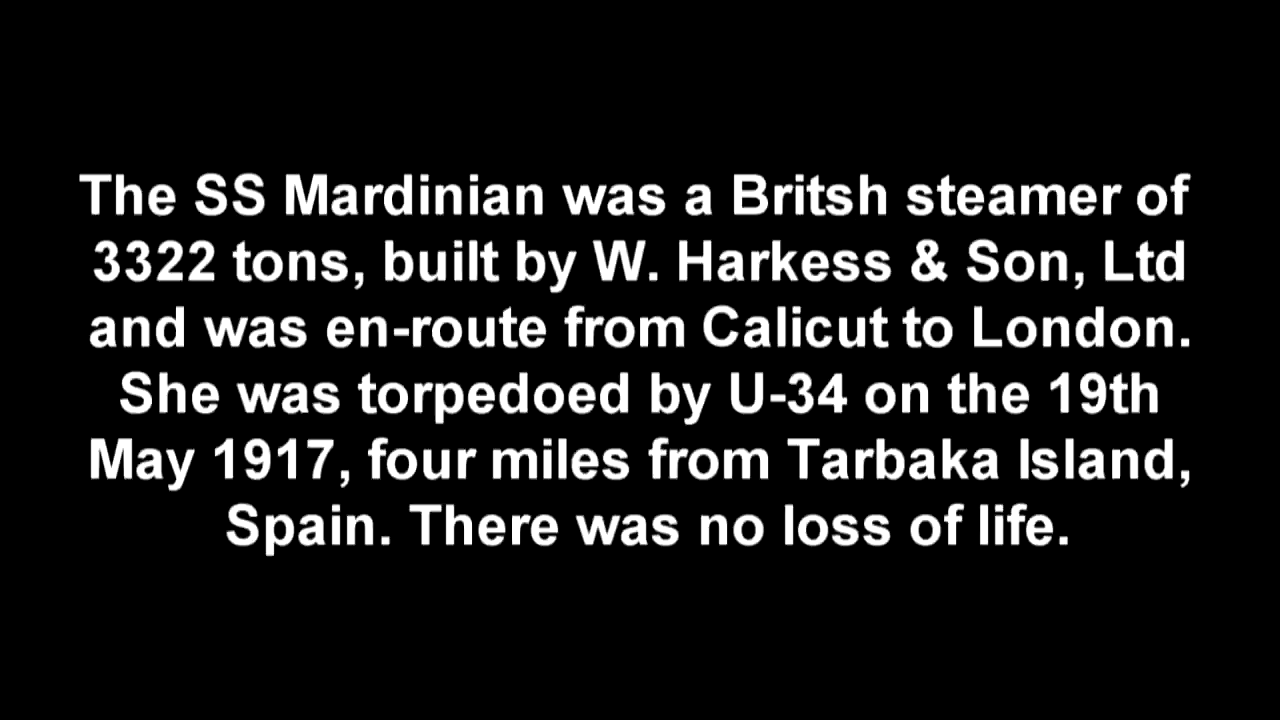 The SS Mardinian was a Britsh steamer of
3322 tons, built by W. Harkess & Son, Ltd
and was en-route from Calicut to London.
She was torpedoed by U-34 on the 19th
May 1917, four miles from Tarbaka Island,
Spain. There was no loss of life.